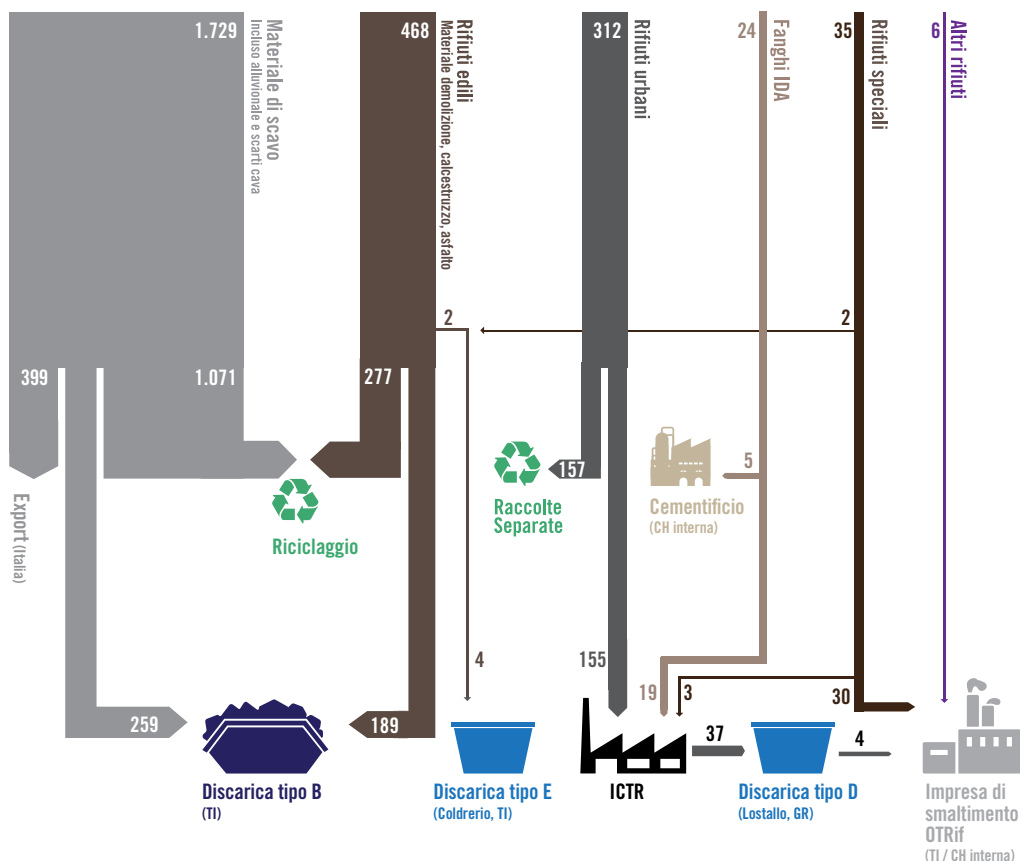 1.729
Materiale di scavo
Incluso alluvionale e scarti cava
468
Rifiuti edili
Materiale demolizione, calcestruzzo, asfalto
312
Rifiuti urbani
24
Fanghi IDA
35
Rifiuti speciali
6
Altri rifiuti
2
2
399
1.071
277
157
5
Export (Italia)
Riciclaggio
Raccolte
Separate
Cementificio
(CH interna)
4
155
19
3
30
259
189
37
4
Discarica tipo B
(TI)
Discarica tipo E
(Coldrerio, TI)
ICTR
Discarica tipo D
(Lostallo, GR)
Impresa di
smaltimento
OTRif
(TI / CH interna)